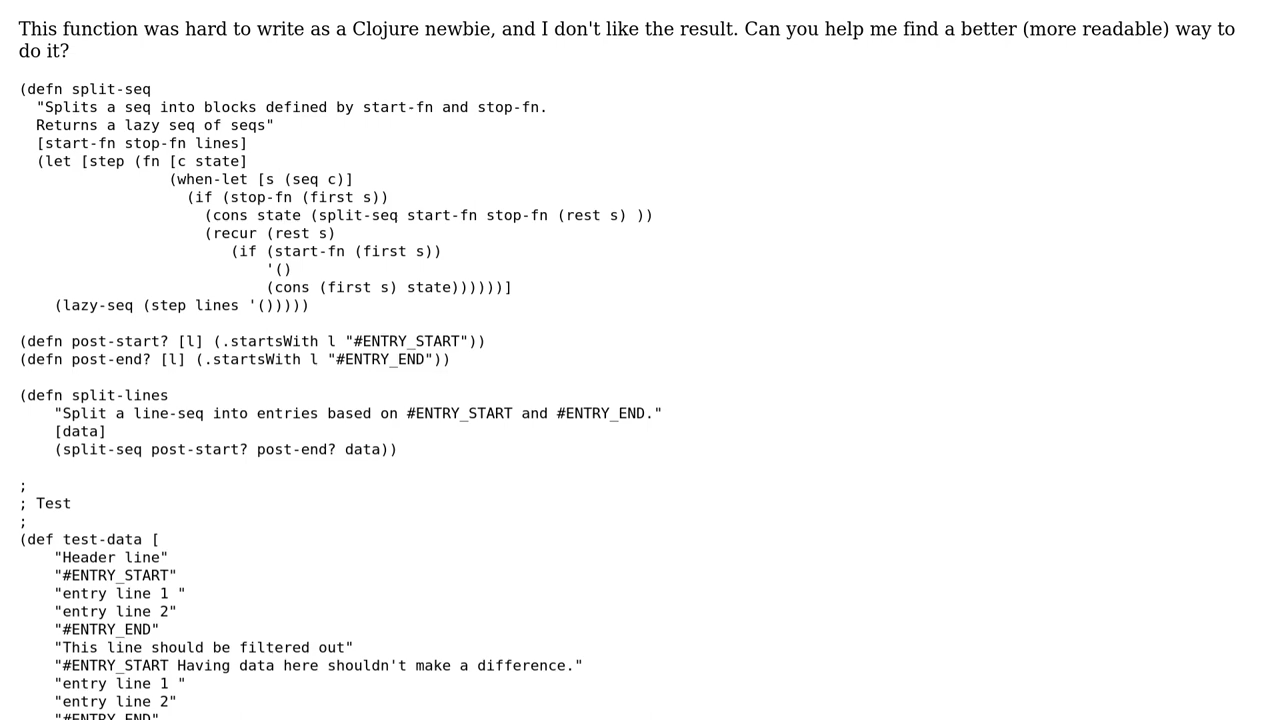 This function was hard to write as a Clojure newbie, and I don't like the result. Can you help me find a better (more readable) way to
do it?
(defn split-seq
  "Splits a seq into blocks defined by start-fn and stop-fn.
  Returns a lazy seq of seqs"
  [start-fn stop-fn lines]
  (let [step (fn [c state]
                 (when-let [s (seq c)]
                   (if (stop-fn (first s))
                     (cons state (split-seq start-fn stop-fn (rest s) ))
                     (recur (rest s)
                        (if (start-fn (first s))
                            '()
                            (cons (first s) state))))))]
    (lazy-seq (step lines '()))))
(defn post-start? [l] (.startsWith l "#ENTRY_START"))
(defn post-end? [l] (.startsWith l "#ENTRY_END"))
(defn split-lines
    "Split a line-seq into entries based on #ENTRY_START and #ENTRY_END."
    [data]
    (split-seq post-start? post-end? data))
;
; Test
;
(def test-data [
    "Header line"
    "#ENTRY_START"
    "entry line 1 "
    "entry line 2"
    "#ENTRY_END"
    "This line should be filtered out"
    "#ENTRY_START Having data here shouldn't make a difference."
    "entry line 1 "
    "entry line 2"
    "#ENTRY_END"